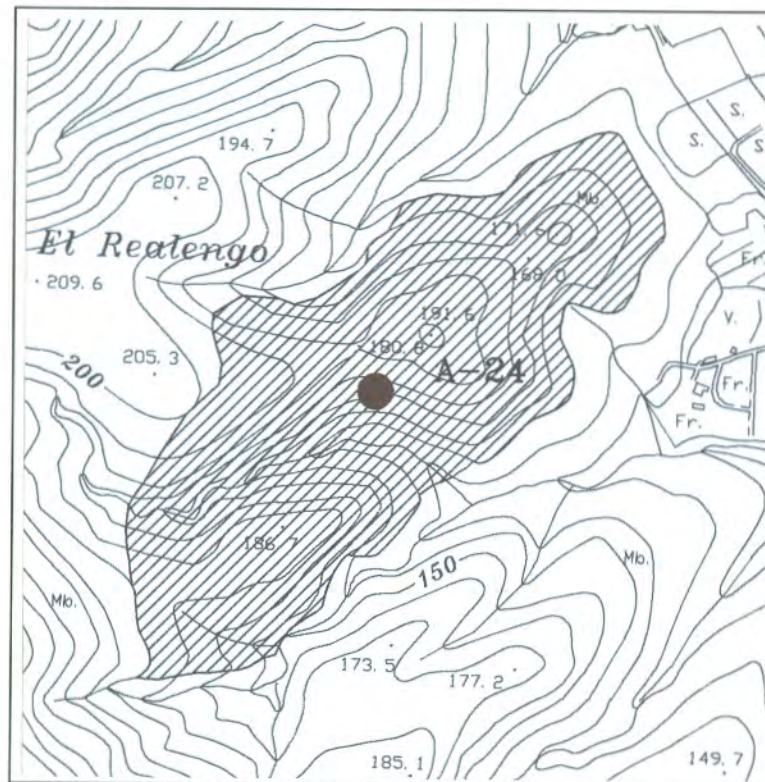 S.
194. 7
S.
S
207. 2
Mb.
El Realengo
171. 6
Fr.
168. 0
209. 6
191. 6
V.
180. 8
205. 3
A-24
200
Fr.
Fr.
186. 7
150
Mb.
Mb.
173. 5
177. 2
185. 1
149. 7